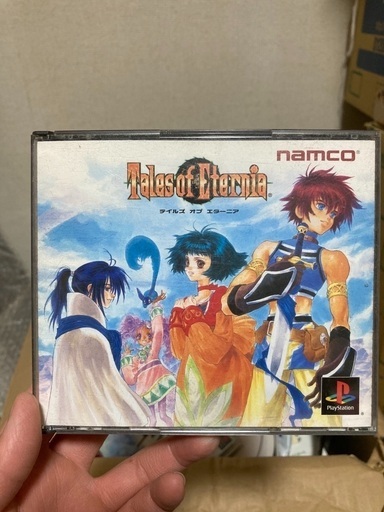 namco
Tales of Eternia
テイルズ オブ エターニア
PlayStation